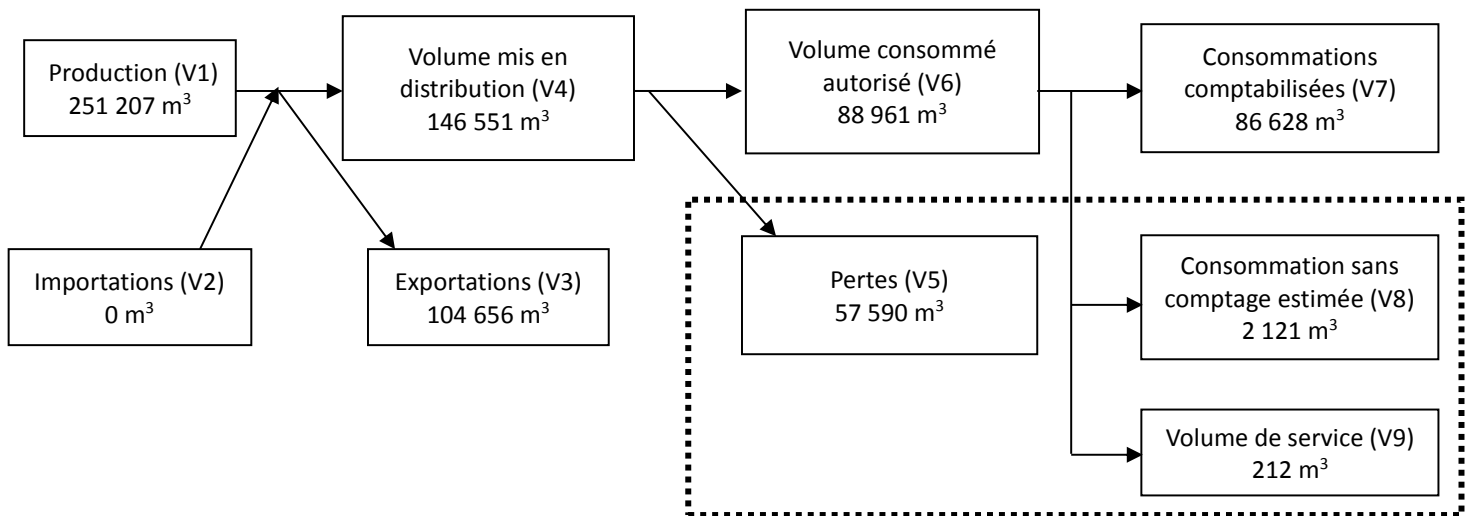 Production (V1)
251 207 m³
Volume mis en
distribution (V4)
146 551 m³
Volume consommé
autorisé (V6)
88 961 m³
Consommations
comptabilisées (V7)
86 628 m³
Importations (V2)
0 m³
Exportations (V3)
104 656 m³
Pertes (V5)
57 590 m³
Consommation sans
comptage estimée (V8)
2 121 m³
Volume de service (V9)
212 m³